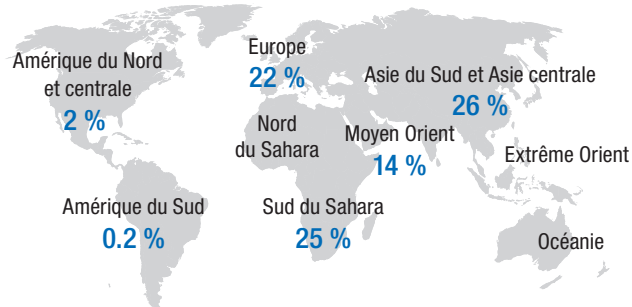 Amérique du Nord
et centrale
2 %
Europe
22 %
Asie du Sud et Asie centrale
26 %
Nord
du Sahara
Moyen Orient
14 %
Extrême Orient
Amérique du Sud
0.2 %
Sud du Sahara
25 %
Océanie